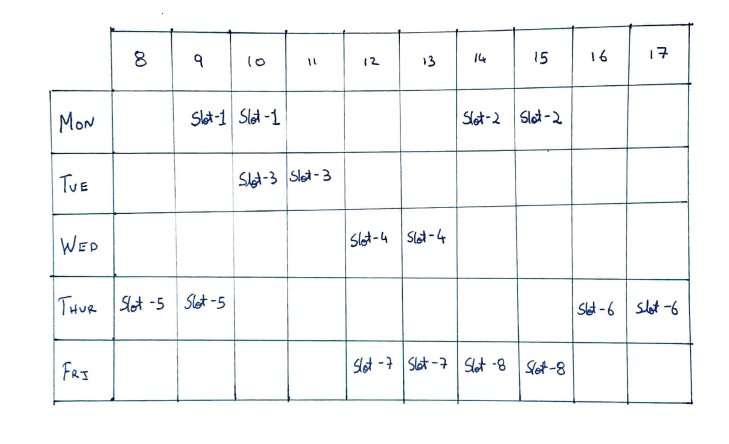 8 9 10 11 12 13 14 15 16 17
MON Slot-1 Slot-1 Slot-2 Slot-2
TUE Slot-3 Slot-3
WED Slot-4 Slot-4
THUR Slot-5 Slot-5 Slot-6 Slot-6
FRI Slot-7 Slot-7 Slot-8 Slot-8